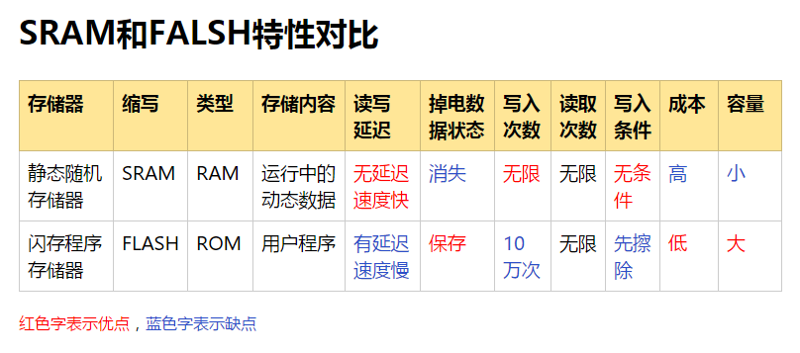 SRAM和FALSH特性对比
存储器 缩写 类型 存储内容 读写 掉电数 写入 读取 写入 成本 容量
延迟 据状态 次数 次数 条件
静态随机 SRAM RAM 运行中的 无延迟 消失 无限 无限 无条 高 小
存储器 动态数据 速度快 件
闪存程序 FLASH ROM 用户程序 有延迟 保存 10 无限 先擦 低 大
存储器 速度慢 万次 除
红色字表示优点，蓝色字表示缺点